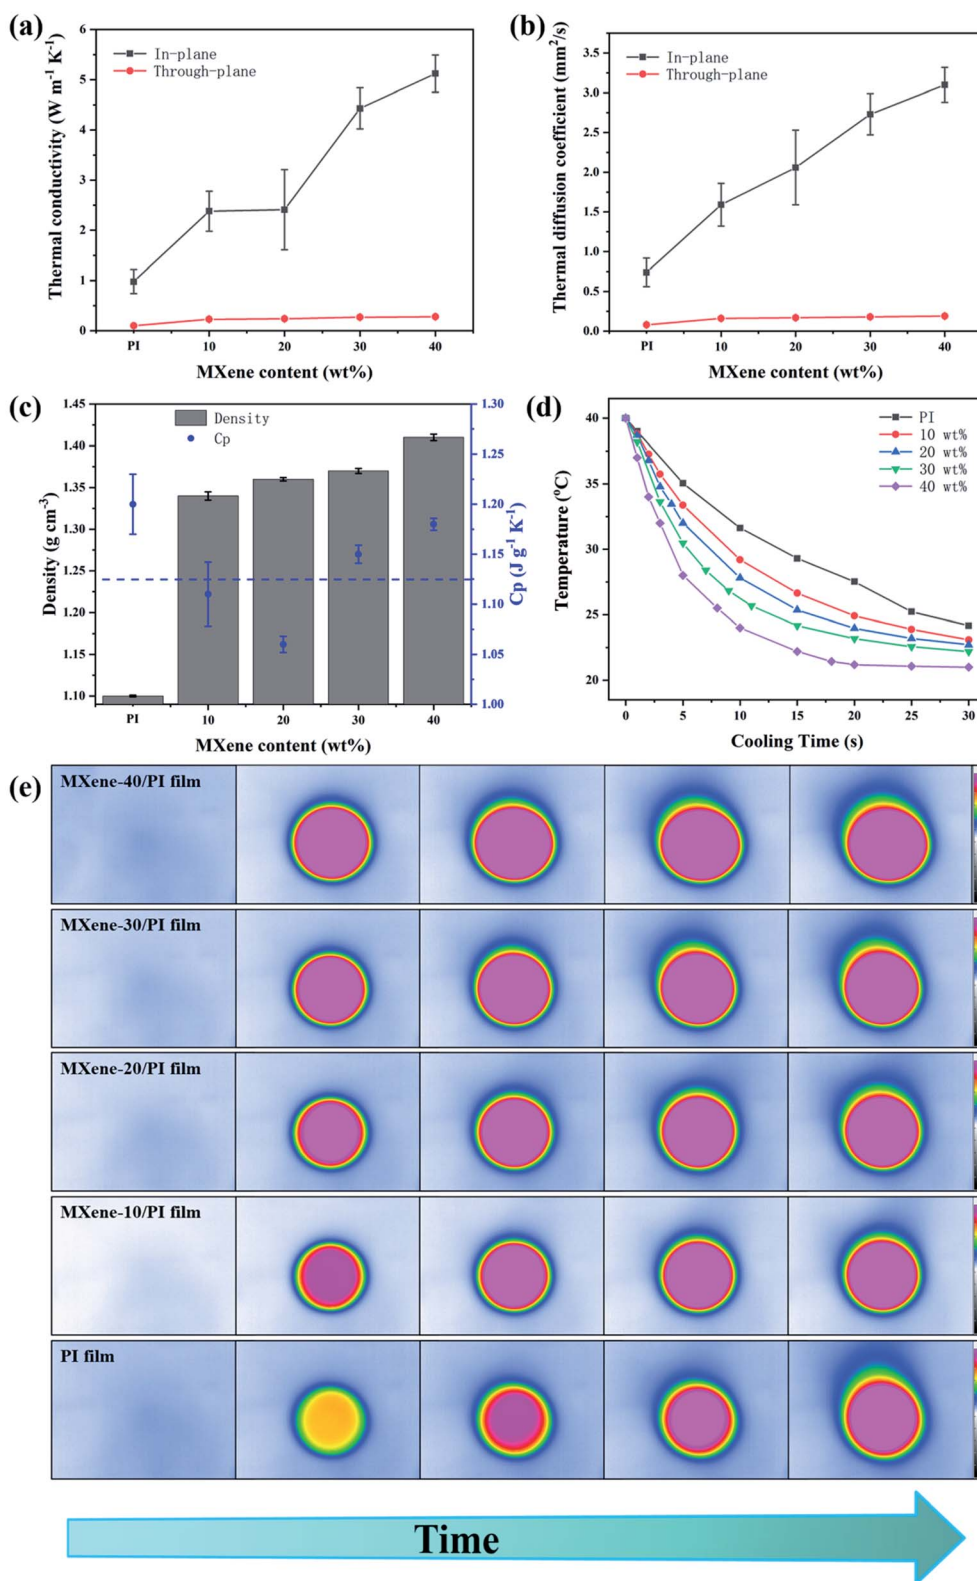 (a)
Thermal conductivity (W m⁻¹ K⁻¹)
6
5
4
3
2
1
0
In-plane
Through-plane
PI 10 20 30 40
MXene content (wt%)
(b)
Thermal diffusion coefficient (mm²/s)
3.5
3.0
2.5
2.0
1.5
1.0
0.5
0.0
In-plane
Through-plane
PI 10 20 30 40
MXene content (wt%)
(c)
Density (g cm⁻³)
1.45
1.40
1.35
1.30
1.25
1.20
1.15
1.10
Density
Cp
1.30
1.25
1.20
1.15
1.10
1.05
1.00
Cp (J g⁻¹ K⁻¹)
PI 10 20 30 40
MXene content (wt%)
(d)
Temperature (°C)
40
35
30
25
20
PI
10 wt%
20 wt%
30 wt%
40 wt%
0 5 10 15 20 25 30
Cooling Time (s)
(e)
MXene-40/PI film
MXene-30/PI film
MXene-20/PI film
MXene-10/PI film
PI film
Time